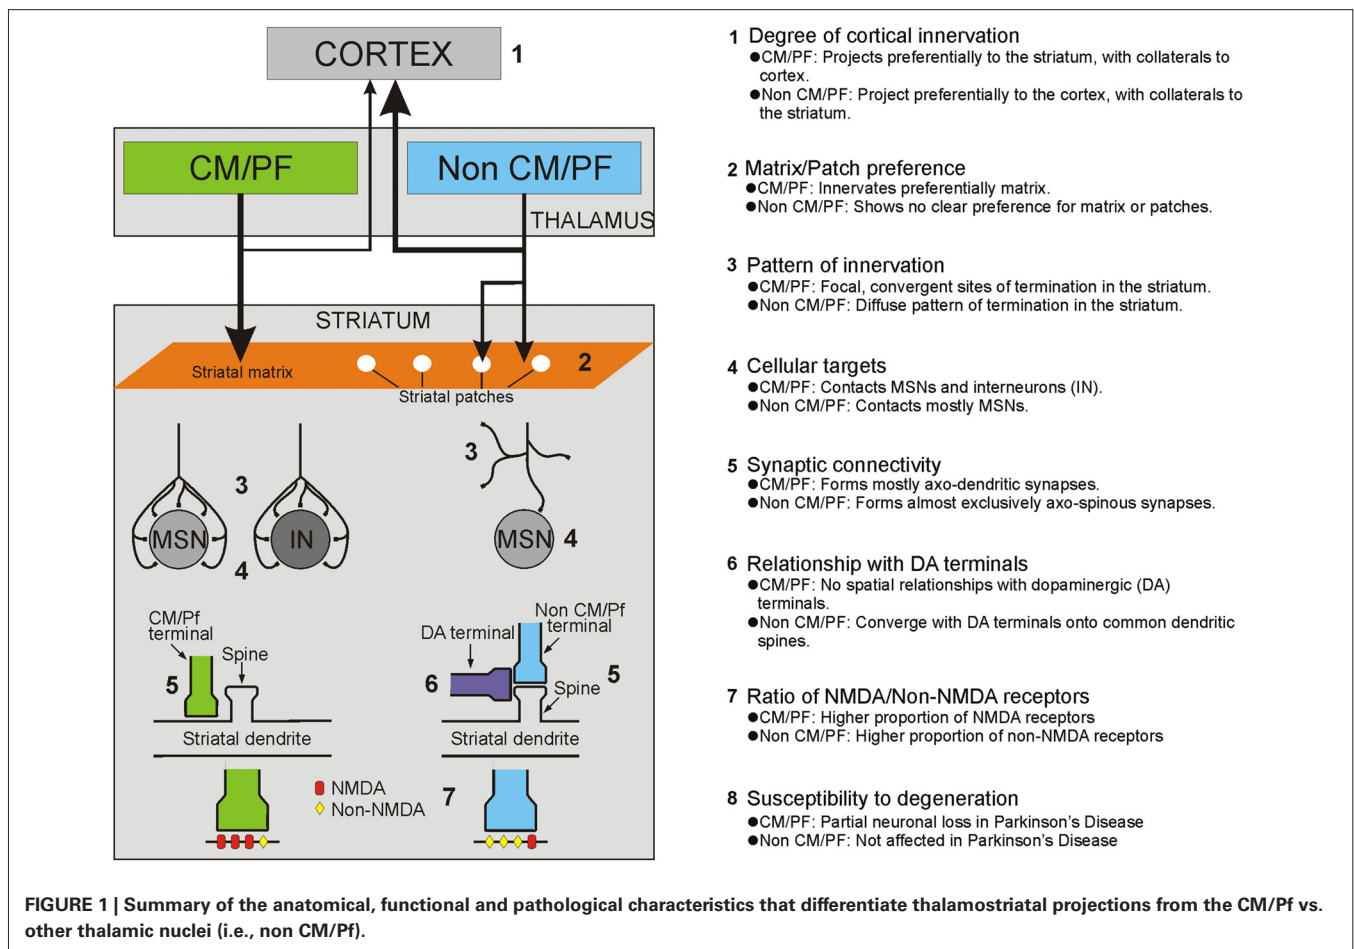 CORTEX
1
CM/PF
Non CM/PF
THALAMUS
STRIATUM
Striatal matrix
2
Striatal patches
3
3
MSN
IN
MSN
4
4
CM/Pf
terminal
Spine
5
DA terminal
Non CM/Pf
terminal
6
5
Spine
Striatal dendrite
Striatal dendrite
NMDA
Non-NMDA
7
1 Degree of cortical innervation
●CM/PF: Projects preferentially to the striatum, with collaterals to
cortex.
●Non CM/PF: Project preferentially to the cortex, with collaterals to
the striatum.
2 Matrix/Patch preference
●CM/PF: Innervates preferentially matrix.
●Non CM/PF: Shows no clear preference for matrix or patches.
3 Pattern of innervation
●CM/PF: Focal, convergent sites of termination in the striatum.
●Non CM/PF: Diffuse pattern of termination in the striatum.
4 Cellular targets
●CM/PF: Contacts MSNs and interneurons (IN).
●Non CM/PF: Contacts mostly MSNs.
5 Synaptic connectivity
●CM/PF: Forms mostly axo-dendritic synapses.
●Non CM/PF: Forms almost exclusively axo-spinous synapses.
6 Relationship with DA terminals
●CM/PF: No spatial relationships with dopaminergic (DA)
terminals.
●Non CM/PF: Converge with DA terminals onto common dendritic
spines.
7 Ratio of NMDA/Non-NMDA receptors
●CM/PF: Higher proportion of NMDA receptors
●Non CM/PF: Higher proportion of non-NMDA receptors
8 Susceptibility to degeneration
●CM/PF: Partial neuronal loss in Parkinson's Disease
●Non CM/PF: Not affected in Parkinson's Disease
FIGURE 1 | Summary of the anatomical, functional and pathological characteristics that differentiate thalamostriatal projections from the CM/Pf vs.
other thalamic nuclei (i.e., non CM/Pf).